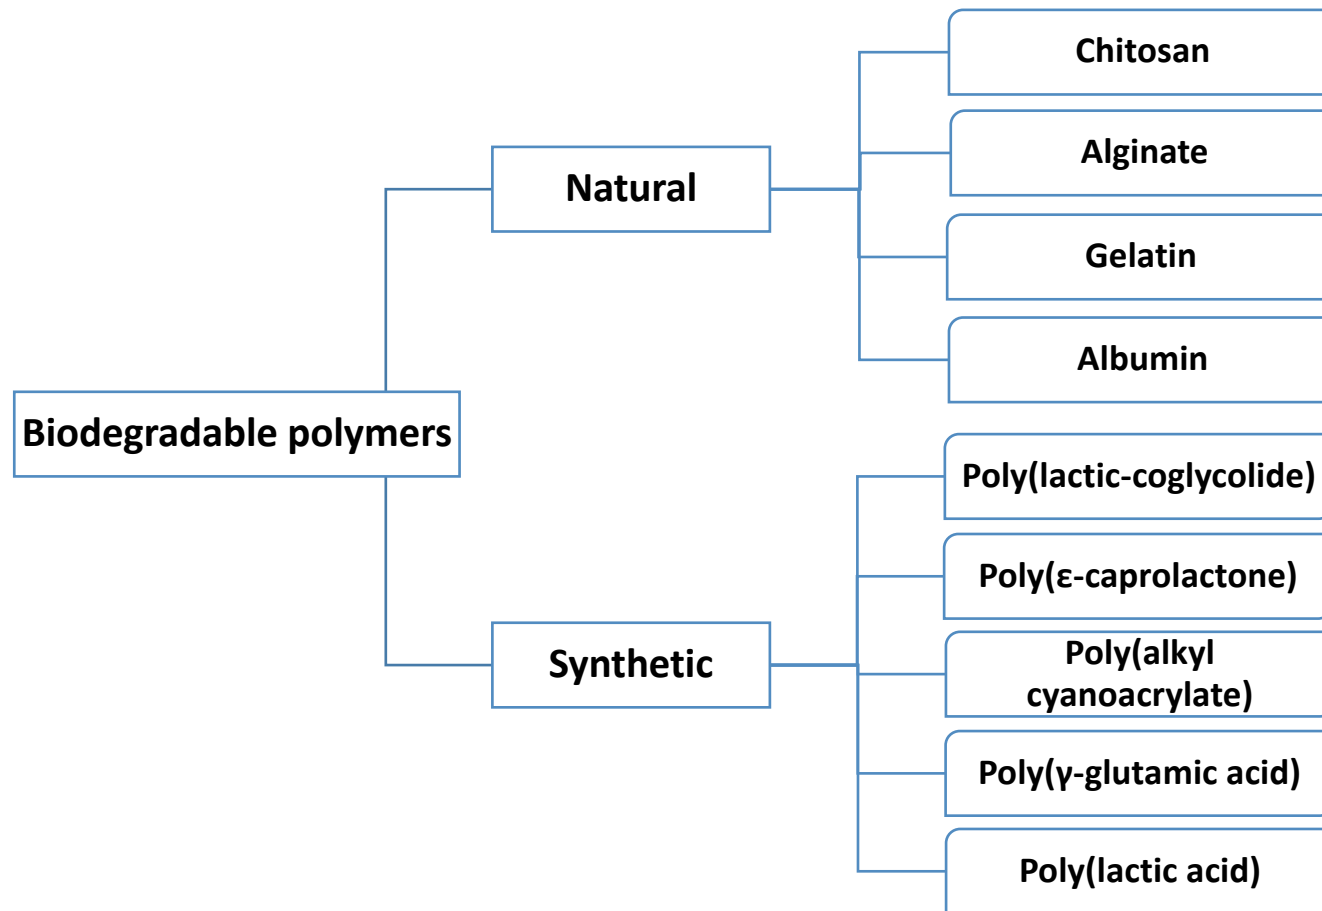 Biodegradable polymers
Natural
Chitosan
Alginate
Gelatin
Albumin
Synthetic
Poly(lactic-coglycolide)
Poly(ε-caprolactone)
Poly(alkyl
cyanoacrylate)
Poly(γ-glutamic acid)
Poly(lactic acid)